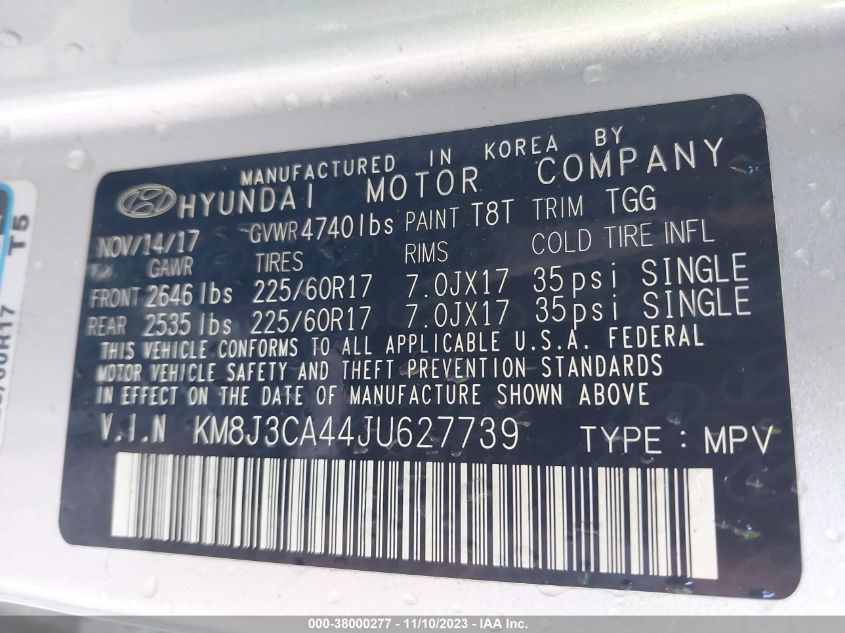 MANUFACTURED IN KOREA BY
HYUNDAI MOTOR COMPANY
NOV/14/17 GVWR 4740 lbs PAINT T8T TRIM TGG
GAWR TIRES RIMS COLD TIRE INFL
FRONT 2646 lbs 225/60R17 7.0JX17 35psi SINGLE
REAR 2535 lbs 225/60R17 7.0JX17 35psi SINGLE
THIS VEHICLE CONFORMS TO ALL APPLICABLE U.S.A. FEDERAL
MOTOR VEHICLE SAFETY AND THEFT PREVENTION STANDARDS
IN EFFECT ON THE DATE OF MANUFACTURE SHOWN ABOVE
V.I.N KM8J3CA44JU627739 TYPE : MPV
T5
000-38000277 - 11/10/2023 - IAA Inc.